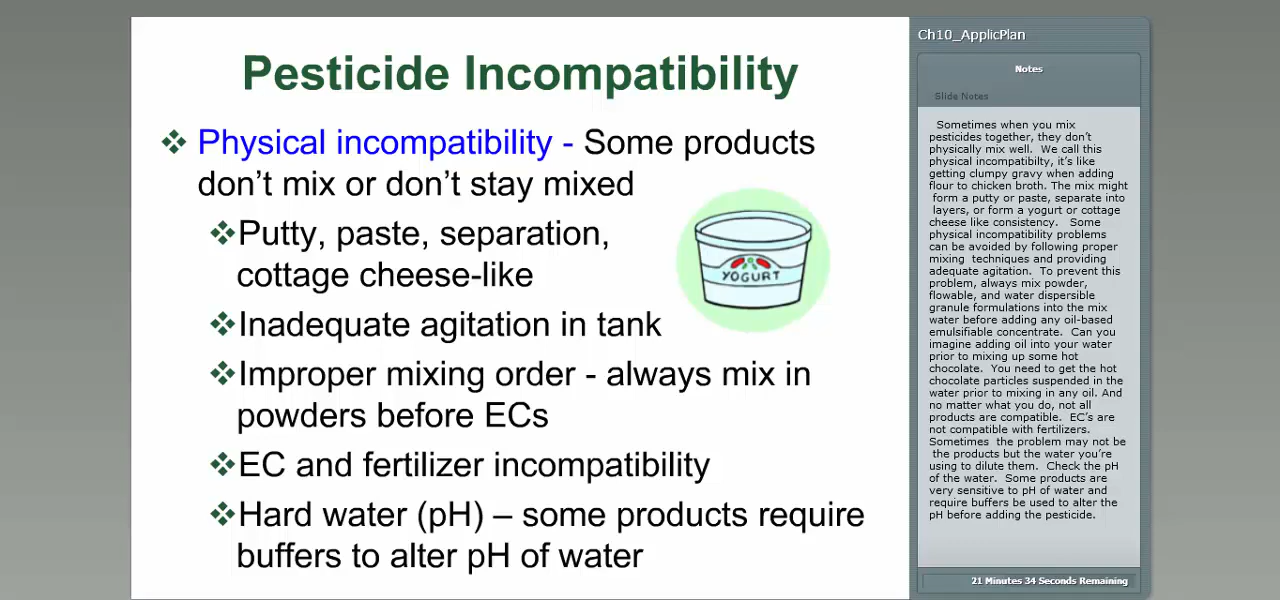 Pesticide Incompatibility
❖ Physical incompatibility - Some products
don’t mix or don’t stay mixed
❖Putty, paste, separation,
cottage cheese-like
YOGURT
❖Inadequate agitation in tank
❖Improper mixing order - always mix in
powders before ECs
❖EC and fertilizer incompatibility
❖Hard water (pH) – some products require
buffers to alter pH of water
Ch10_ApplicPlan
Notes
Slide Notes
Sometimes when you mix
pesticides together, they don’t
physically mix well.  We call this
physical incompatibilty, it’s like
getting clumpy gravy when adding
flour to chicken broth. The mix might
form a putty or paste, separate into
layers, or form a yogurt or cottage
cheese like consistency.  Some
physical incompatibility problems
can be avoided by following proper
mixing  techniques and providing
adequate agitation.  To prevent this
problem, always mix powder,
flowable, and water dispersible
granule formulations into the mix
water before adding any oil-based
emulsifiable concentrate.  Can you
imagine adding oil into your water
prior to mixing up some hot
chocolate.  You need to get the hot
chocolate particles suspended in the
water prior to mixing in any oil. And
no matter what you do, not all
products are compatible.  EC’s are
not compatible with fertilizers.
Sometimes  the problem may not be
the products but the water you’re
using to dilute them.  Check the pH
of the water.  Some products are
very sensitive to pH of water and
require buffers be used to alter the
pH before adding the pesticide.
21 Minutes 34 Seconds Remaining